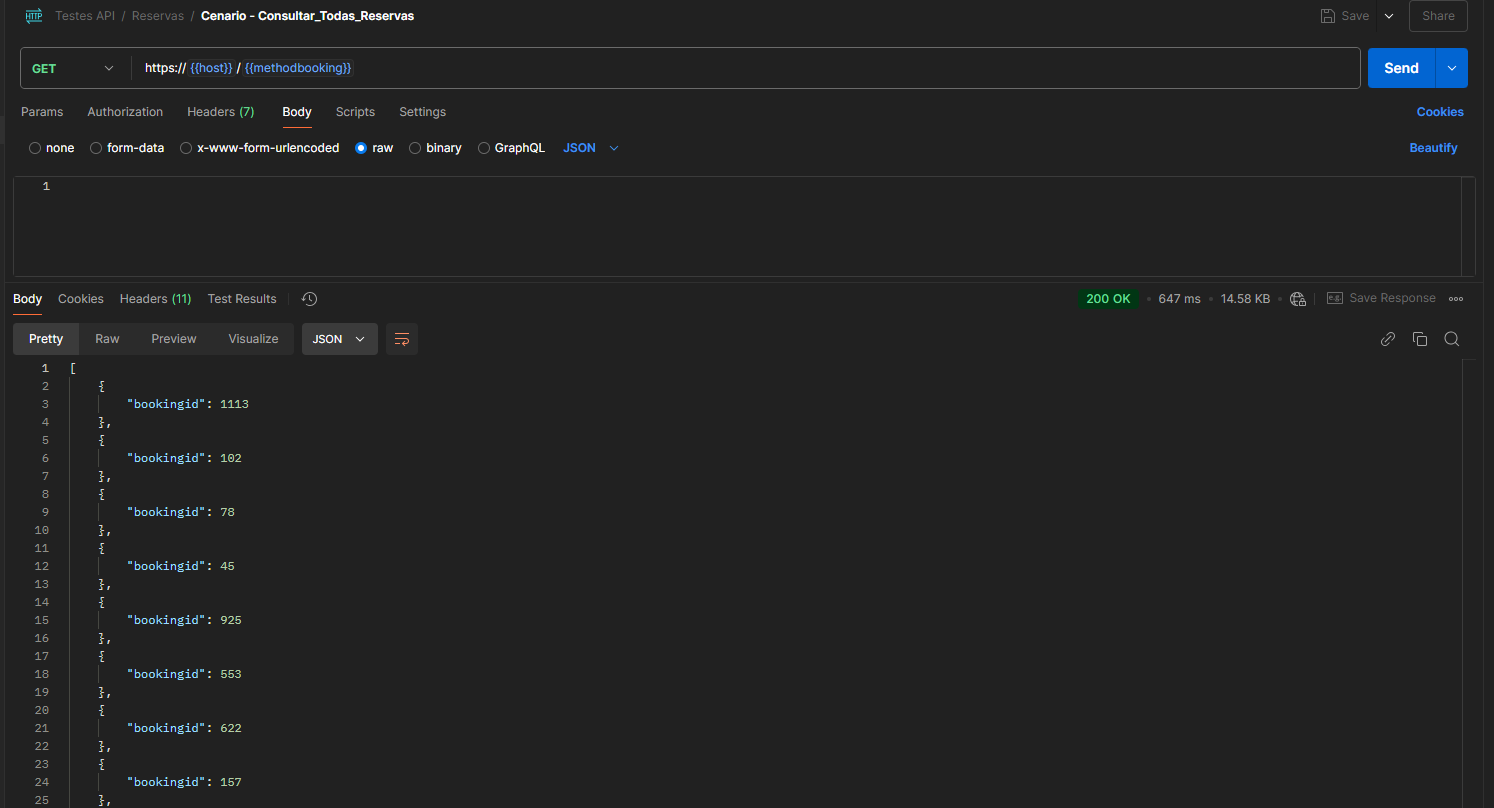 HTTP Testes API / Reservas / Cenario - Consultar_Todas_Reservas Save Share
GET https:// {{host}} / {{methodbooking}} Send
Params Authorization Headers (7) Body Scripts Settings Cookies
none form-data x-www-form-urlencoded raw binary GraphQL JSON Beautify
1
Body Cookies Headers (11) Test Results 200 OK • 647 ms • 14.58 KB • e.g. Save Response
Pretty Raw Preview Visualize JSON
1 [
2 {
3 "bookingid": 1113
4 },
5 {
6 "bookingid": 102
7 },
8 {
9 "bookingid": 78
10 },
11 {
12 "bookingid": 45
13 },
14 {
15 "bookingid": 925
16 },
17 {
18 "bookingid": 553
19 },
20 {
21 "bookingid": 622
22 },
23 {
24 "bookingid": 157
25 },